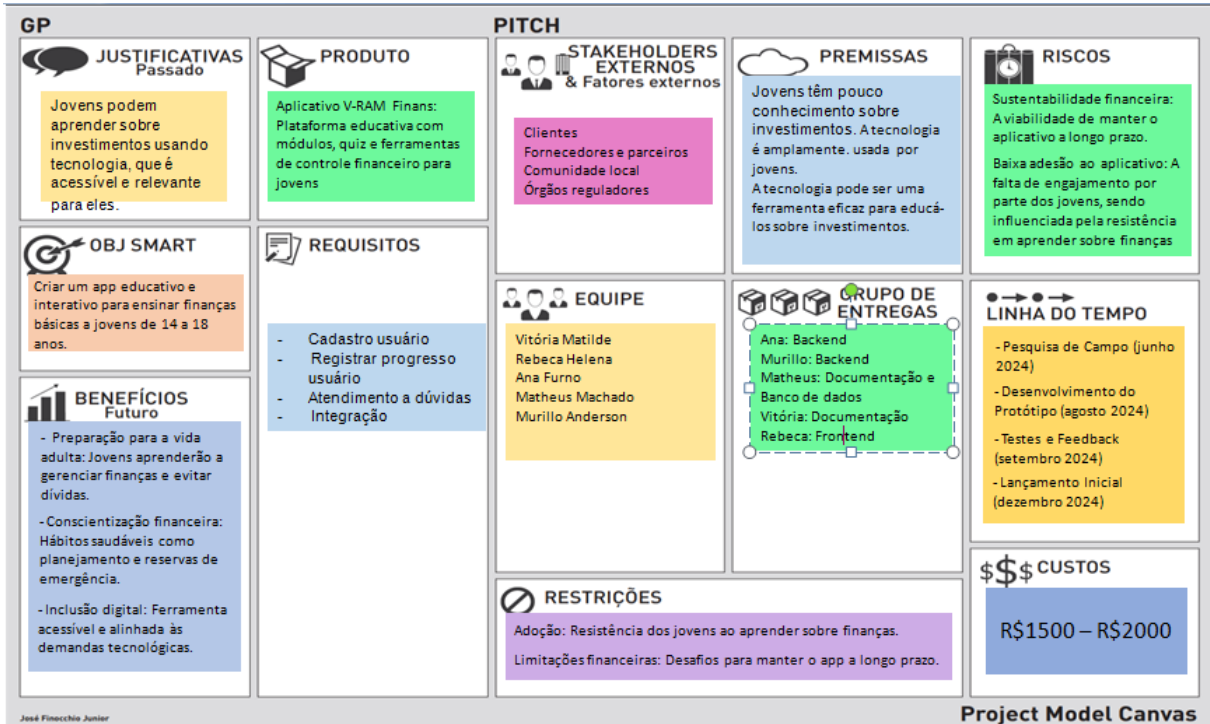 GP
PITCH
JUSTIFICATIVAS
Passado
Jovens podem
aprender sobre
investimentos usando
tecnologia, que é
acessível e relevante
para eles.
PRODUTO
Aplicativo V-RAM Finans:
Plataforma educativa com
módulos, quiz e ferramentas
de controle financeiro para
jovens
STAKEHOLDERS
EXTERNOS
& Fatores externos
Clientes
Fornecedores e parceiros
Comunidade local
Órgãos reguladores
PREMISSAS
Jovens têm pouco
conhecimento sobre
investimentos. A tecnologia
é amplamente. usada por
jovens.
A tecnologia pode ser uma
ferramenta eficaz para educá-
los sobre investimentos.
RISCOS
Sustentabilidade financeira:
A viabilidade de manter o
aplicativo a longo prazo.
Baixa adesão ao aplicativo: A
falta de engajamento por
parte dos jovens, sendo
influenciada pela resistência
em aprender sobre finanças
OBJ SMART
Criar um app educativo e
interativo para ensinar finanças
básicas a jovens de 14 a 18
anos.
REQUISITOS
- Cadastro usuário
- Registrar progresso
usuário
- Atendimento a dúvidas
- Integração
EQUIPE
Vitória Matilde
Rebeca Helena
Ana Furno
Matheus Machado
Murillo Anderson
GRUPO DE
ENTREGAS
Ana: Backend
Murillo: Backend
Matheus: Documentação e
Banco de dados
Vitória: Documentação
Rebeca: Frontend
LINHA DO TEMPO
- Pesquisa de Campo (junho
2024)
- Desenvolvimento do
Protótipo (agosto 2024)
- Testes e Feedback
(setembro 2024)
- Lançamento Inicial
(dezembro 2024)
BENEFÍCIOS
Futuro
- Preparação para a vida
adulta: Jovens aprenderão a
gerenciar finanças e evitar
dívidas.
- Conscientização financeira:
Hábitos saudáveis como
planejamento e reservas de
emergência.
- Inclusão digital: Ferramenta
acessível e alinhada às
demandas tecnológicas.
RESTRIÇÕES
Adoção: Resistência dos jovens ao aprender sobre finanças.
Limitações financeiras: Desafios para manter o app a longo prazo.
$$$ CUSTOS
R$1500 – R$2000
José Finocchio Junior
Project Model Canvas